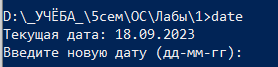 D:\_УЧЁБА_\5сем\ОС\Лабы\1>date
Текущая дата: 18.09.2023
Введите новую дату (дд-мм-гг):